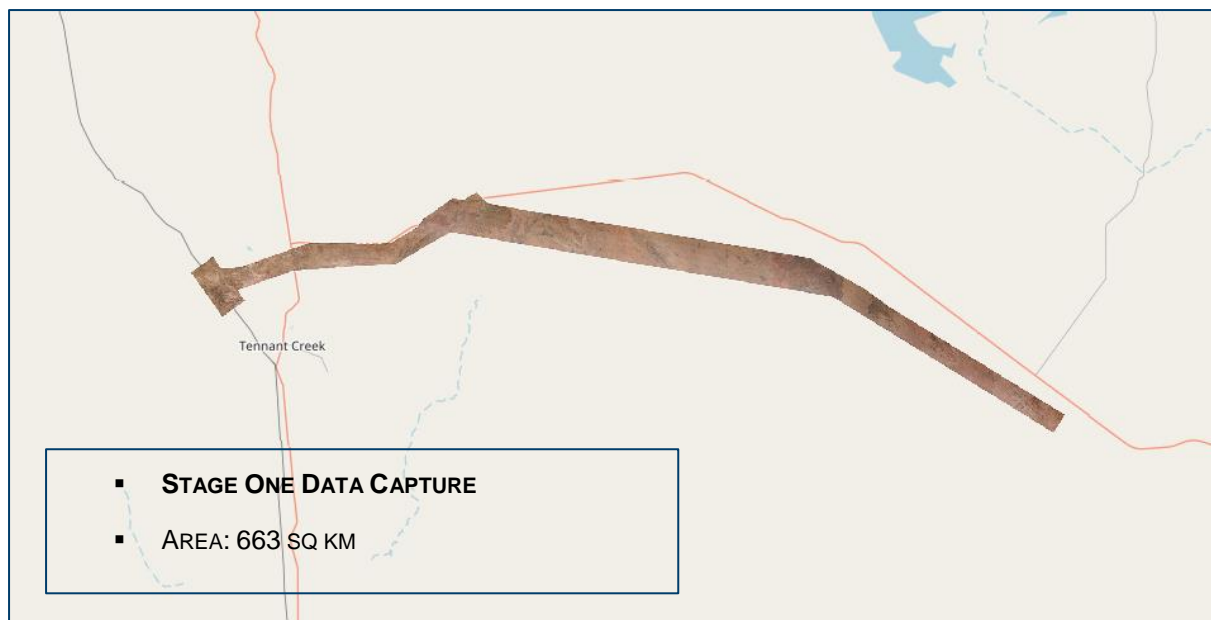 Tennant Creek
▪ STAGE ONE DATA CAPTURE
▪ AREA: 663 SQ KM